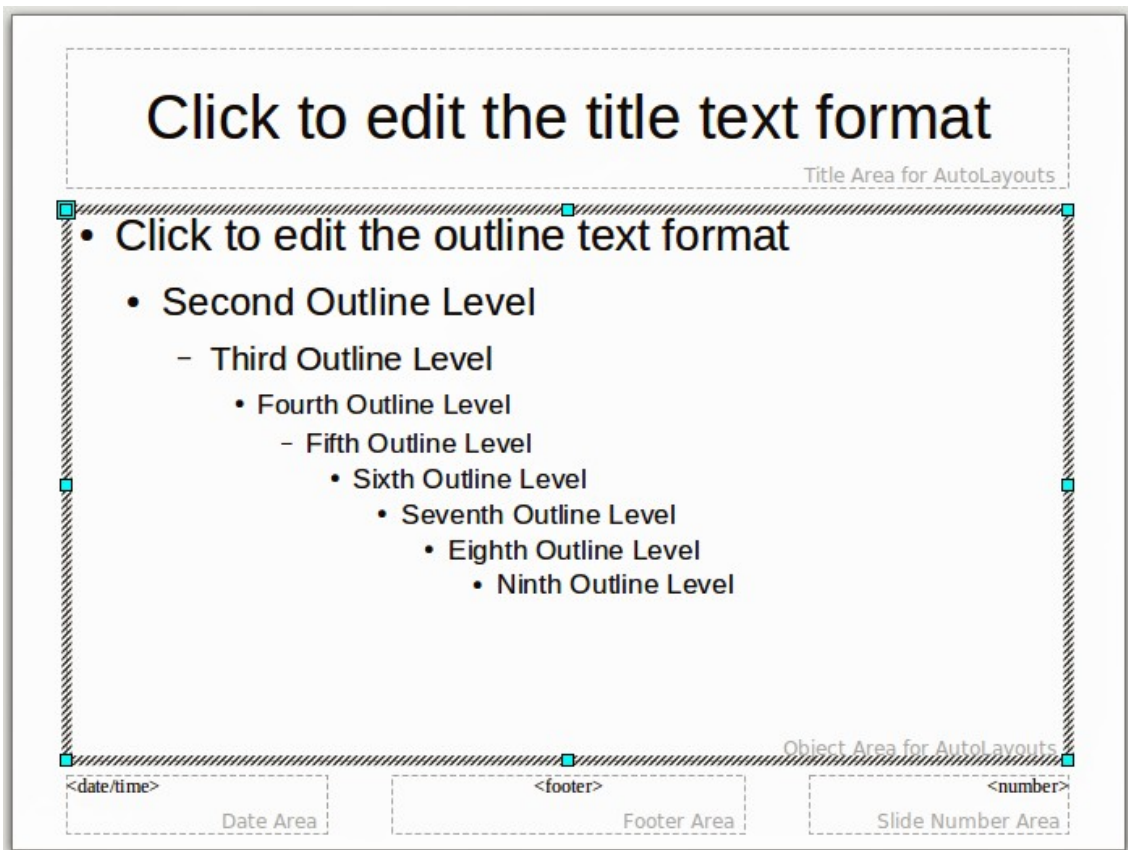 Click to edit the title text format
Title Area for AutoLayouts
• Click to edit the outline text format
• Second Outline Level
– Third Outline Level
• Fourth Outline Level
– Fifth Outline Level
• Sixth Outline Level
• Seventh Outline Level
• Eighth Outline Level
• Ninth Outline Level
Object Area for AutoLayouts
<date/time> <footer> <number>
Date Area Footer Area Slide Number Area